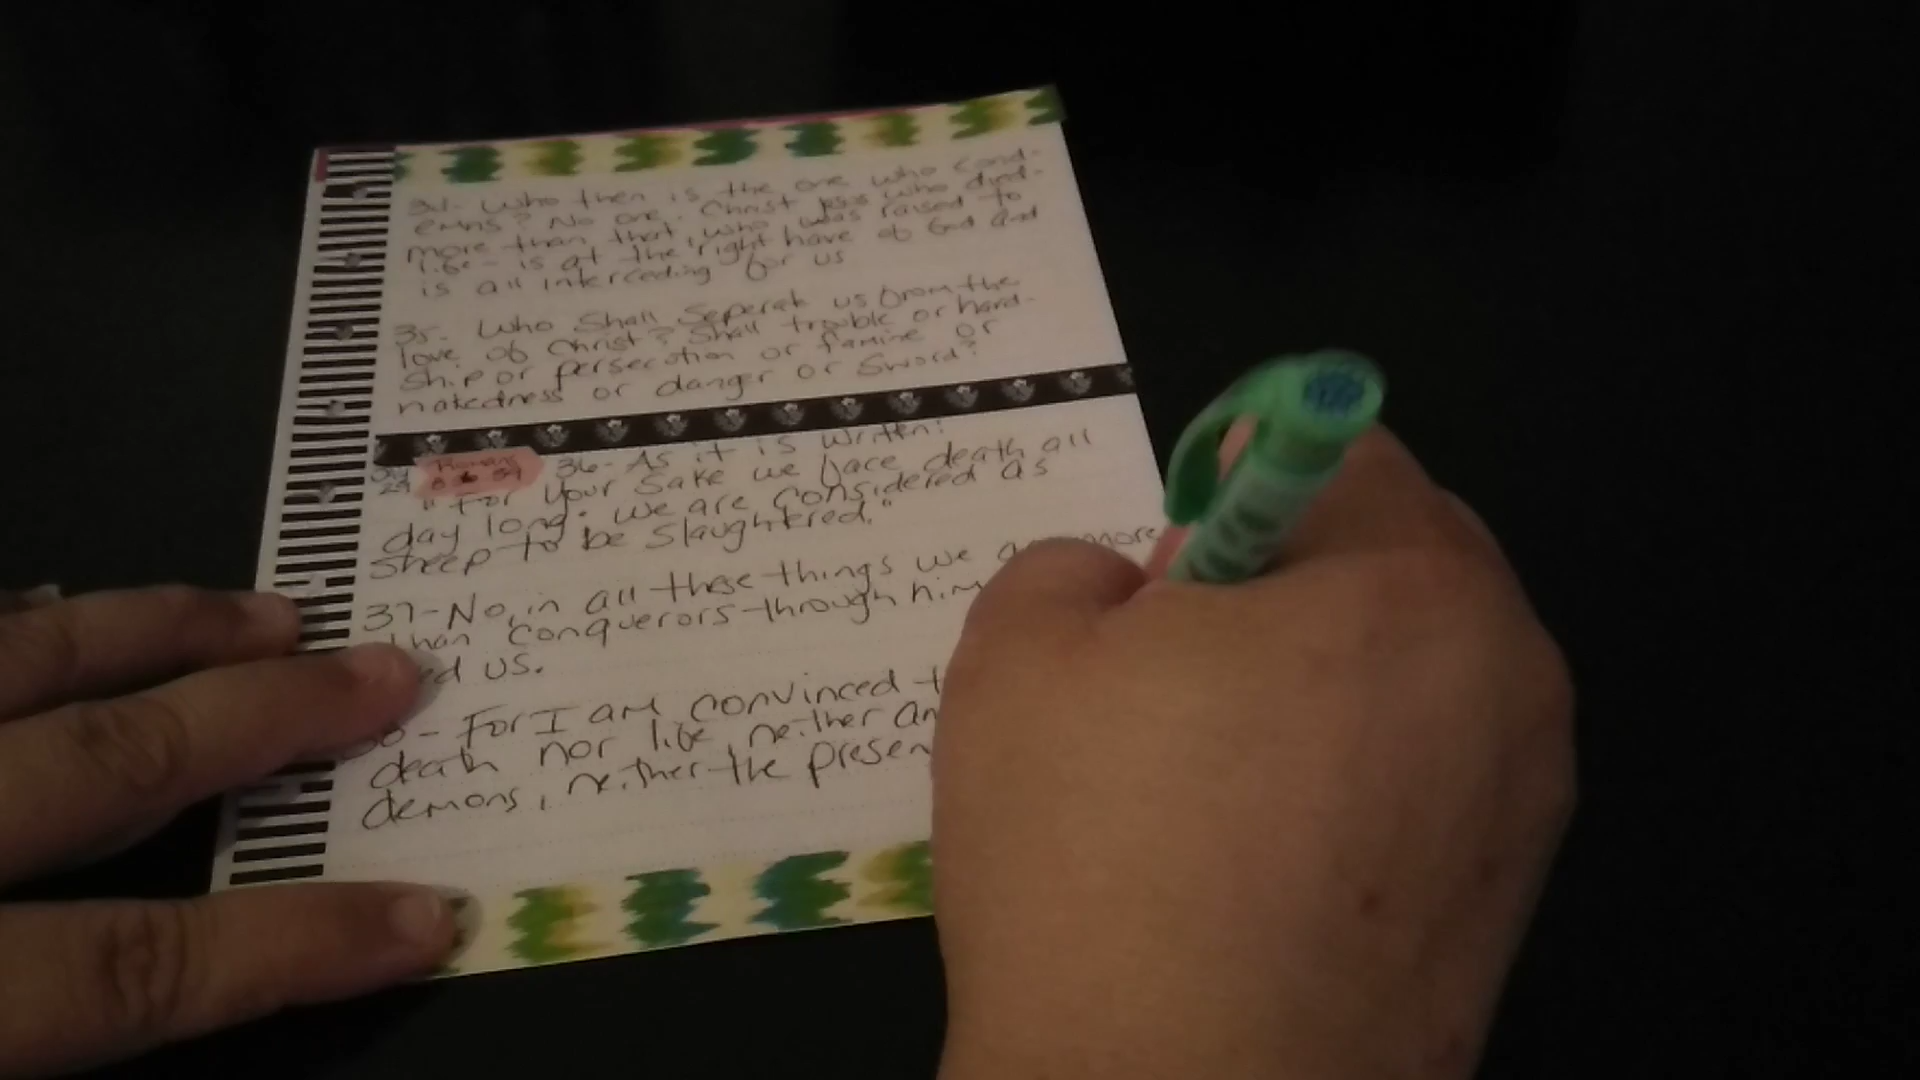 34- Who then is the one who cond-
emns? No one. Christ Jesus who died-
more than that, who was raised to
life- is at the right have of God and
is all interceding for us
35- Who Shall Seperate us from the
love of Christ? Shall trouble or hard-
ship or persecution or famine or
nakedness or danger or Sword?
Romans
36- As it is written:
"For your Sake we face death all
day long; we are considered as
sheep to be slaughtered."
37- No, in all these things we are more
than conquerors through him
us.
- For I am convinced
death nor life neither
demons, neither the